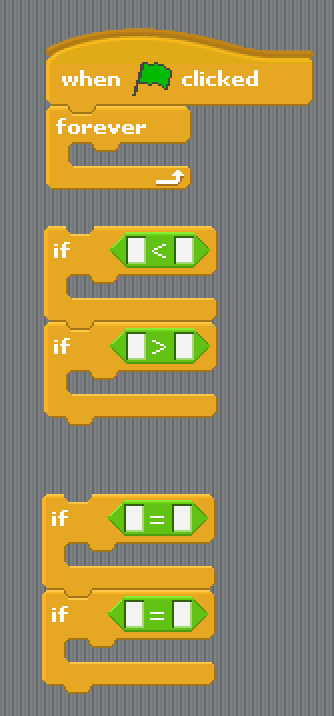 when clicked
forever
if <
if >
if =
if =